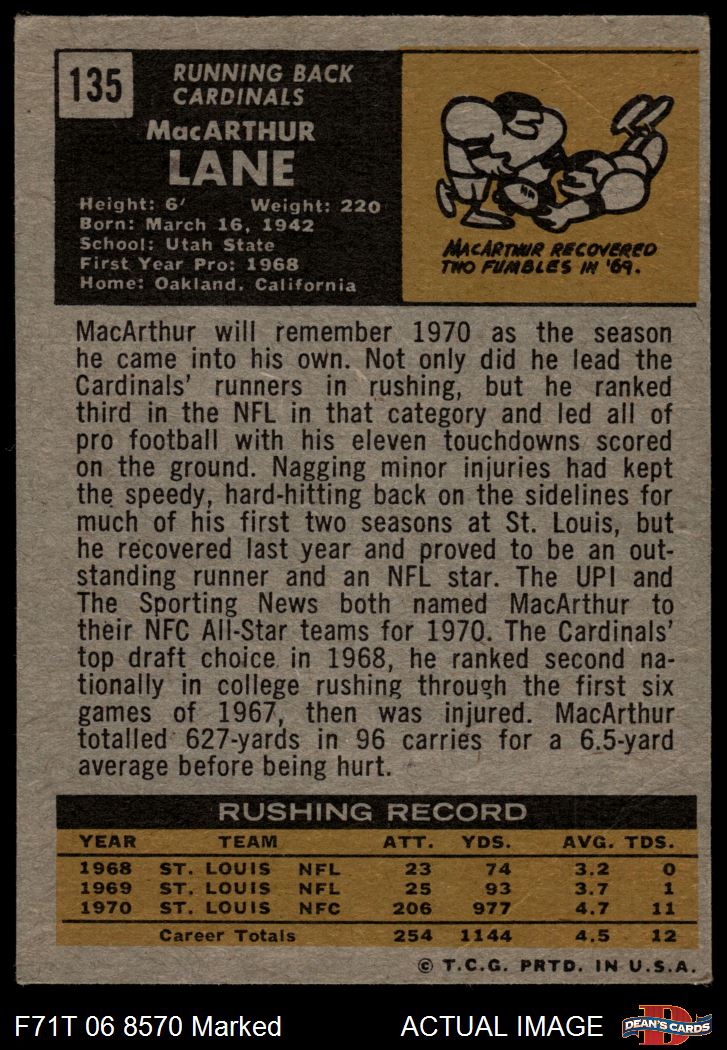 135
RUNNING BACK
CARDINALS
MacARTHUR
LANE
Height: 6' Weight: 220
Born: March 16, 1942
School: Utah State
First Year Pro: 1968
Home: Oakland, California
MACARTHUR RECOVERED
TWO FUMBLES IN '69.
MacArthur will remember 1970 as the season
he came into his own. Not only did he lead the
Cardinals' runners in rushing, but he ranked
third in the NFL in that category and led all of
pro football with his eleven touchdowns scored
on the ground. Nagging minor injuries had kept
the speedy, hard-hitting back on the sidelines for
much of his first two seasons at St. Louis, but
he recovered last year and proved to be an out-
standing runner and an NFL star. The UPI and
The Sporting News both named MacArthur to
their NFC All-Star teams for 1970. The Cardinals'
top draft choice in 1968, he ranked second na-
tionally in college rushing through the first six
games of 1967, then was injured. MacArthur
totalled 627-yards in 96 carries for a 6.5-yard
average before being hurt.
RUSHING RECORD
YEAR TEAM ATT. YDS. AVG. TDS.
1968 ST. LOUIS NFL 23 74 3.2 0
1969 ST. LOUIS NFL 25 93 3.7 1
1970 ST. LOUIS NFC 206 977 4.7 11
Career Totals 254 1144 4.5 12
© T.C.G. PRTD. IN U.S.A.
F71T 06 8570 Marked ACTUAL IMAGE
D
DEAN'S CARDS